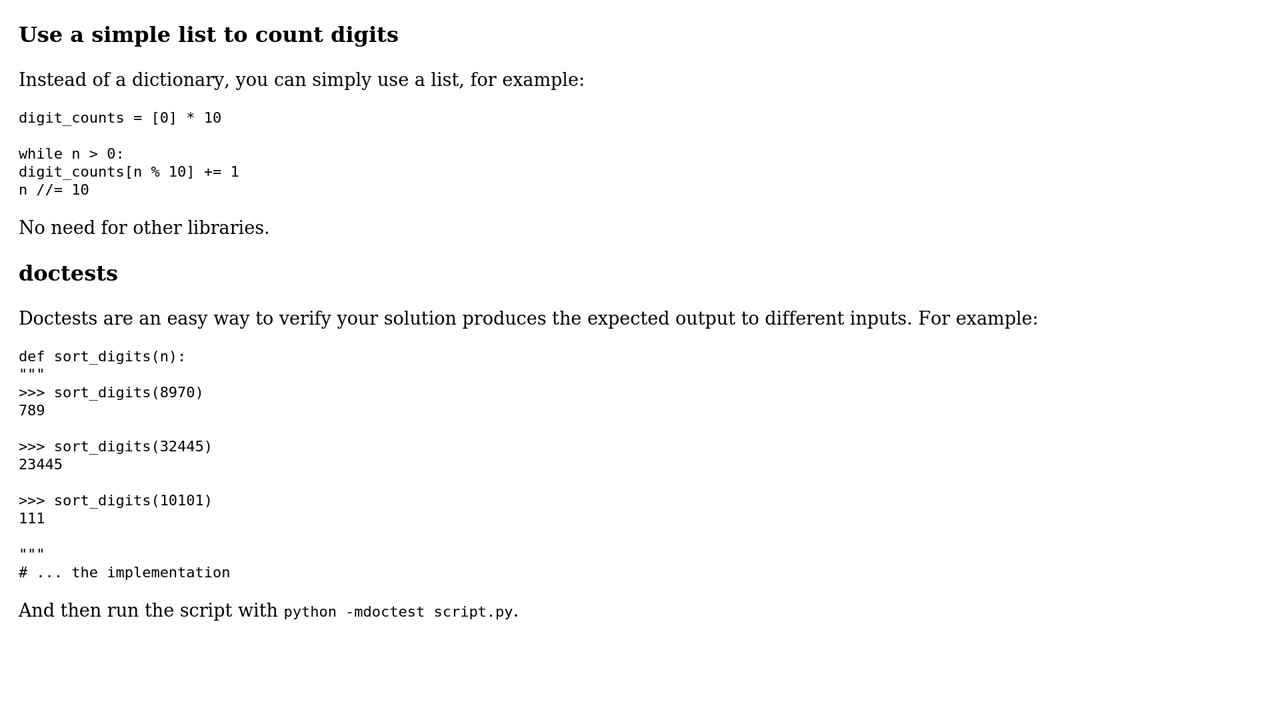 Use a simple list to count digits
Instead of a dictionary, you can simply use a list, for example:
digit_counts = [0] * 10
while n > 0:
digit_counts[n % 10] += 1
n //= 10
No need for other libraries.
doctests
Doctests are an easy way to verify your solution produces the expected output to different inputs. For example:
def sort_digits(n):
"""
>>> sort_digits(8970)
789
>>> sort_digits(32445)
23445
>>> sort_digits(10101)
111
"""
# ... the implementation
And then run the script with python -mdoctest script.py.